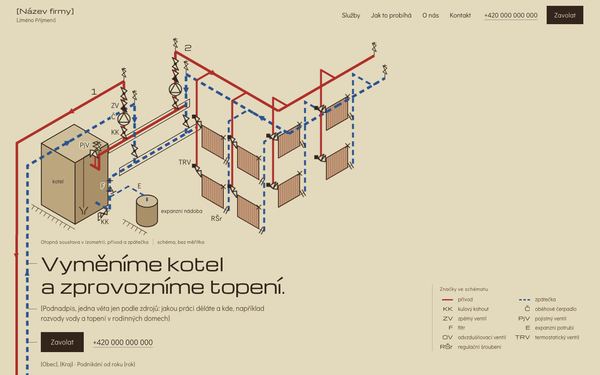 [Název firmy]
[Jméno Příjmení]
Služby Jak to probíhá O nás Kontakt +420 000 000 000 Zavolat
1
2
ZV
Č
KK
PjV
kotel
F
E
KK
expanzní nádoba
TRV
RŠr
Otopná soustava v izometrii, přívod a zpátečka | schéma, bez měřítka
Vyměníme kotel
a zprovozníme topení.
[Podnadpis, jedna věta jen podle zdrojů: jakou práci děláte a kde, například
rozvody vody a topení v rodinných domech]
Zavolat +420 000 000 000
[Obec], [Kraj] · Podnikání od roku [rok]
Značky ve schématu
přívod zpátečka
KK kulový kohout Č oběhové čerpadlo
ZV zpětný ventil PjV pojistný ventil
F filtr E expanzní potrubí
OV odvzdušňovací ventil TRV termostatický ventil
RŠr regulační šroubení